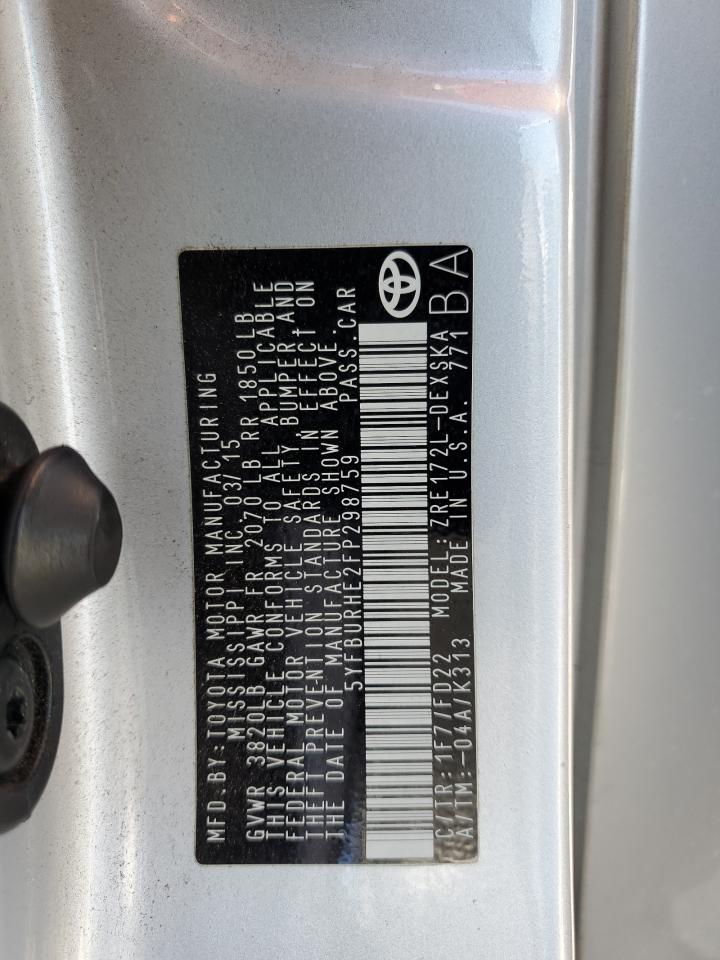 MFD.BY:TOYOTA MOTOR MANUFACTURING
MISSISSIPPI INC 03/15
GVWR 3820LB GAWR FR 2070 LB RR 1850LB
THIS VEHICLE CONFORMS TO ALL APPLICABLE
FEDERAL MOTOR VEHICLE SAFETY,BUMPER,AND
THEFT PREVENTION STANDARDS IN EFFECT ON
THE DATE OF MANUFACTURE SHOWN ABOVE.
5YFBURHE2FP298759 PASS.CAR
C/TR:1F7/FD22 MODEL:ZRE172L-DEXSKA
A/TM:-04A/K313 MADE IN U.S.A. 771 BA